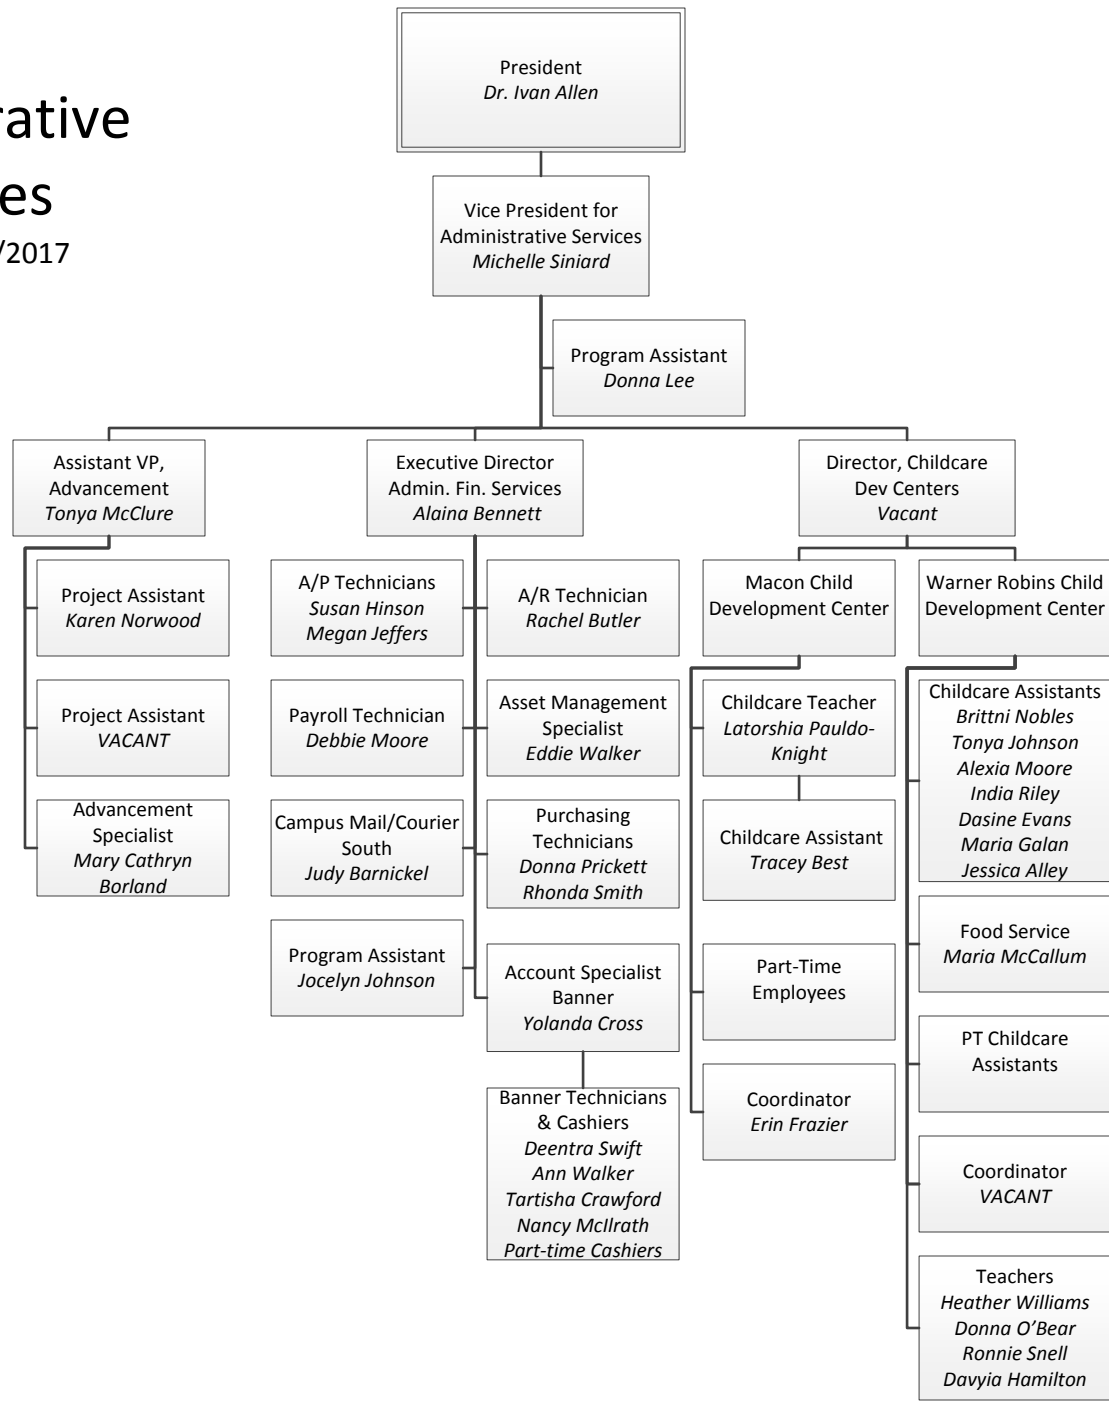 rative
es
/2017
President
Dr. Ivan Allen
Vice President for
Administrative Services
Michelle Siniard
Program Assistant
Donna Lee
Assistant VP,
Advancement
Tonya McClure
Executive Director
Admin. Fin. Services
Alaina Bennett
Director, Childcare
Dev Centers
Vacant
Project Assistant
Karen Norwood
Project Assistant
VACANT
Advancement
Specialist
Mary Cathryn
Borland
A/P Technicians
Susan Hinson
Megan Jeffers
A/R Technician
Rachel Butler
Payroll Technician
Debbie Moore
Asset Management
Specialist
Eddie Walker
Campus Mail/Courier
South
Judy Barnickel
Purchasing
Technicians
Donna Prickett
Rhonda Smith
Program Assistant
Jocelyn Johnson
Account Specialist
Banner
Yolanda Cross
Banner Technicians
& Cashiers
Deentra Swift
Ann Walker
Tartisha Crawford
Nancy McIlrath
Part-time Cashiers
Macon Child
Development Center
Childcare Teacher
Latorshia Pauldo-
Knight
Childcare Assistant
Tracey Best
Part-Time
Employees
Coordinator
Erin Frazier
Warner Robins Child
Development Center
Childcare Assistants
Brittni Nobles
Tonya Johnson
Alexia Moore
India Riley
Dasine Evans
Maria Galan
Jessica Alley
Food Service
Maria McCallum
PT Childcare
Assistants
Coordinator
VACANT
Teachers
Heather Williams
Donna O’Bear
Ronnie Snell
Davyia Hamilton